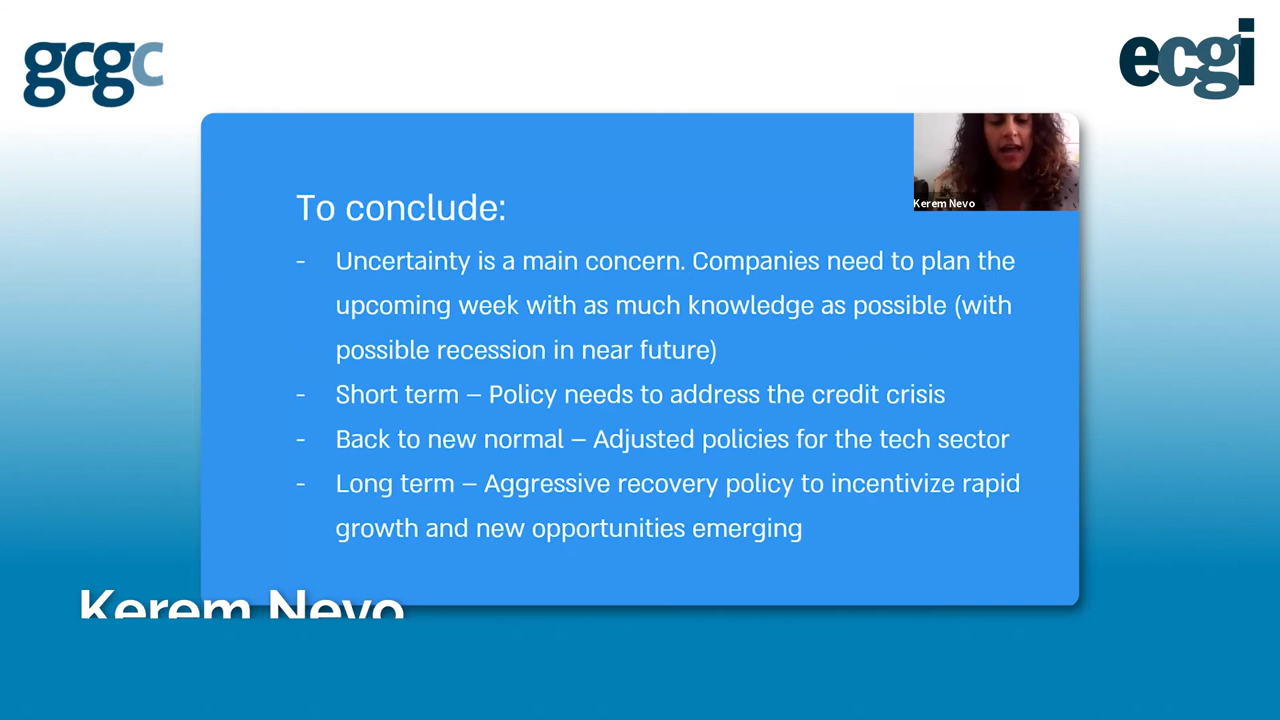 gcgc
ecgi
Kerem Nevo
To conclude:
- Uncertainty is a main concern. Companies need to plan the
upcoming week with as much knowledge as possible (with
possible recession in near future)
- Short term – Policy needs to address the credit crisis
- Back to new normal – Adjusted policies for the tech sector
- Long term – Aggressive recovery policy to incentivize rapid
growth and new opportunities emerging
Kerem Nevo